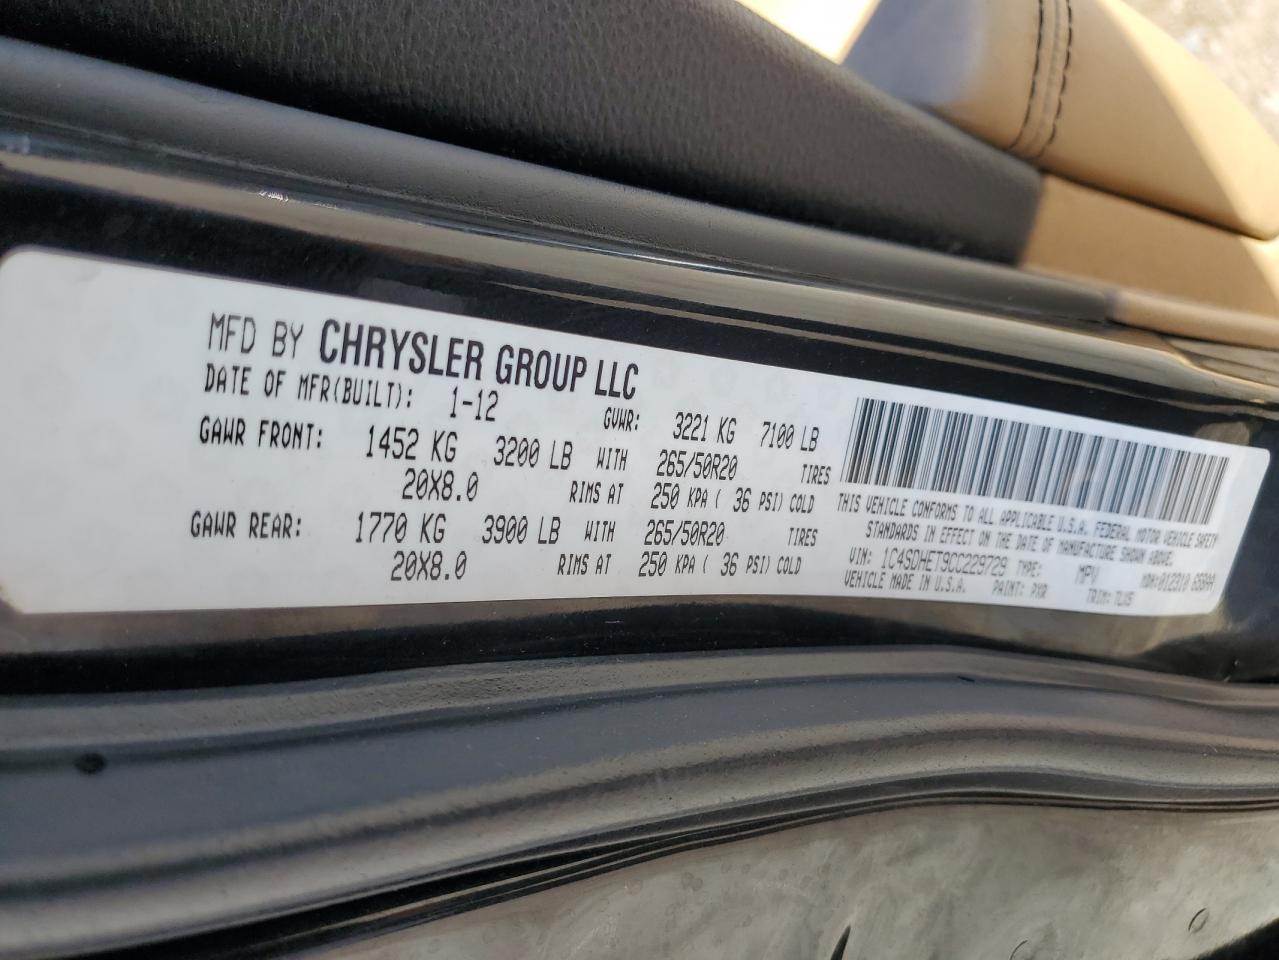 MFD BY CHRYSLER GROUP LLC
DATE OF MFR(BUILT): 1-12 GVWR: 3221 KG 7100 LB
GAWR FRONT: 1452 KG 3200 LB WITH 265/50R20 TIRES
20X8.0 RIMS AT 250 KPA ( 36 PSI) COLD
GAWR REAR: 1770 KG 3900 LB WITH 265/50R20 TIRES
20X8.0 RIMS AT 250 KPA ( 36 PSI) COLD
THIS VEHICLE CONFORMS TO ALL APPLICABLE U.S.A. FEDERAL MOTOR VEHICLE SAFETY
STANDARDS IN EFFECT ON THE DATE OF MANUFACTURE SHOWN ABOVE.
VIN: 1C4SDHET9CC229729 TYPE: MPV MDH:012310
VEHICLE MADE IN U.S.A. PAINT: PXR TRIM: TLX5